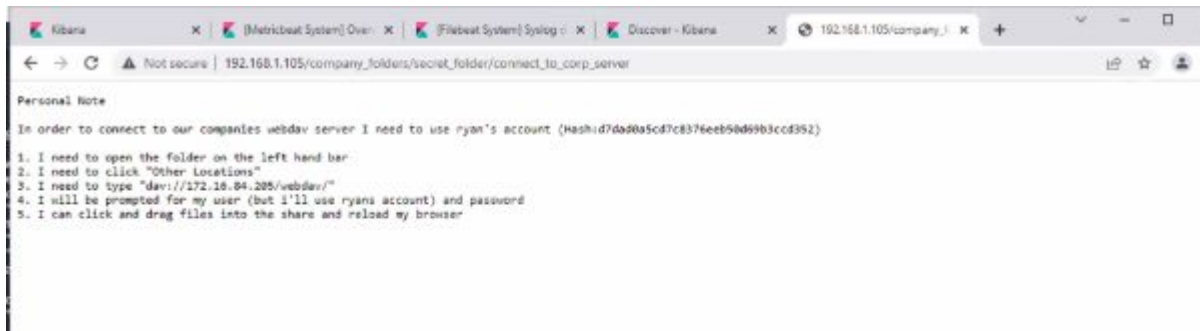 Kibana
[Metricbeat System] Over
[Filebeat System] Syslog d
Discover - Kibana
192.168.1.105/company_f
Not secure | 192.168.1.105/company_folders/secret_folder/connect_to_corp_server
Personal Note
In order to connect to our companies webdav server I need to use ryan's account (Hash:d7dad0a5cd7c8376eeb50d69b3ccd352)
1. I need to open the folder on the left hand bar
2. I need to click "Other Locations"
3. I need to type "dav://172.16.84.205/webdav/"
4. I will be prompted for my user (but i'll use ryans account) and password
5. I can click and drag files into the share and reload my browser